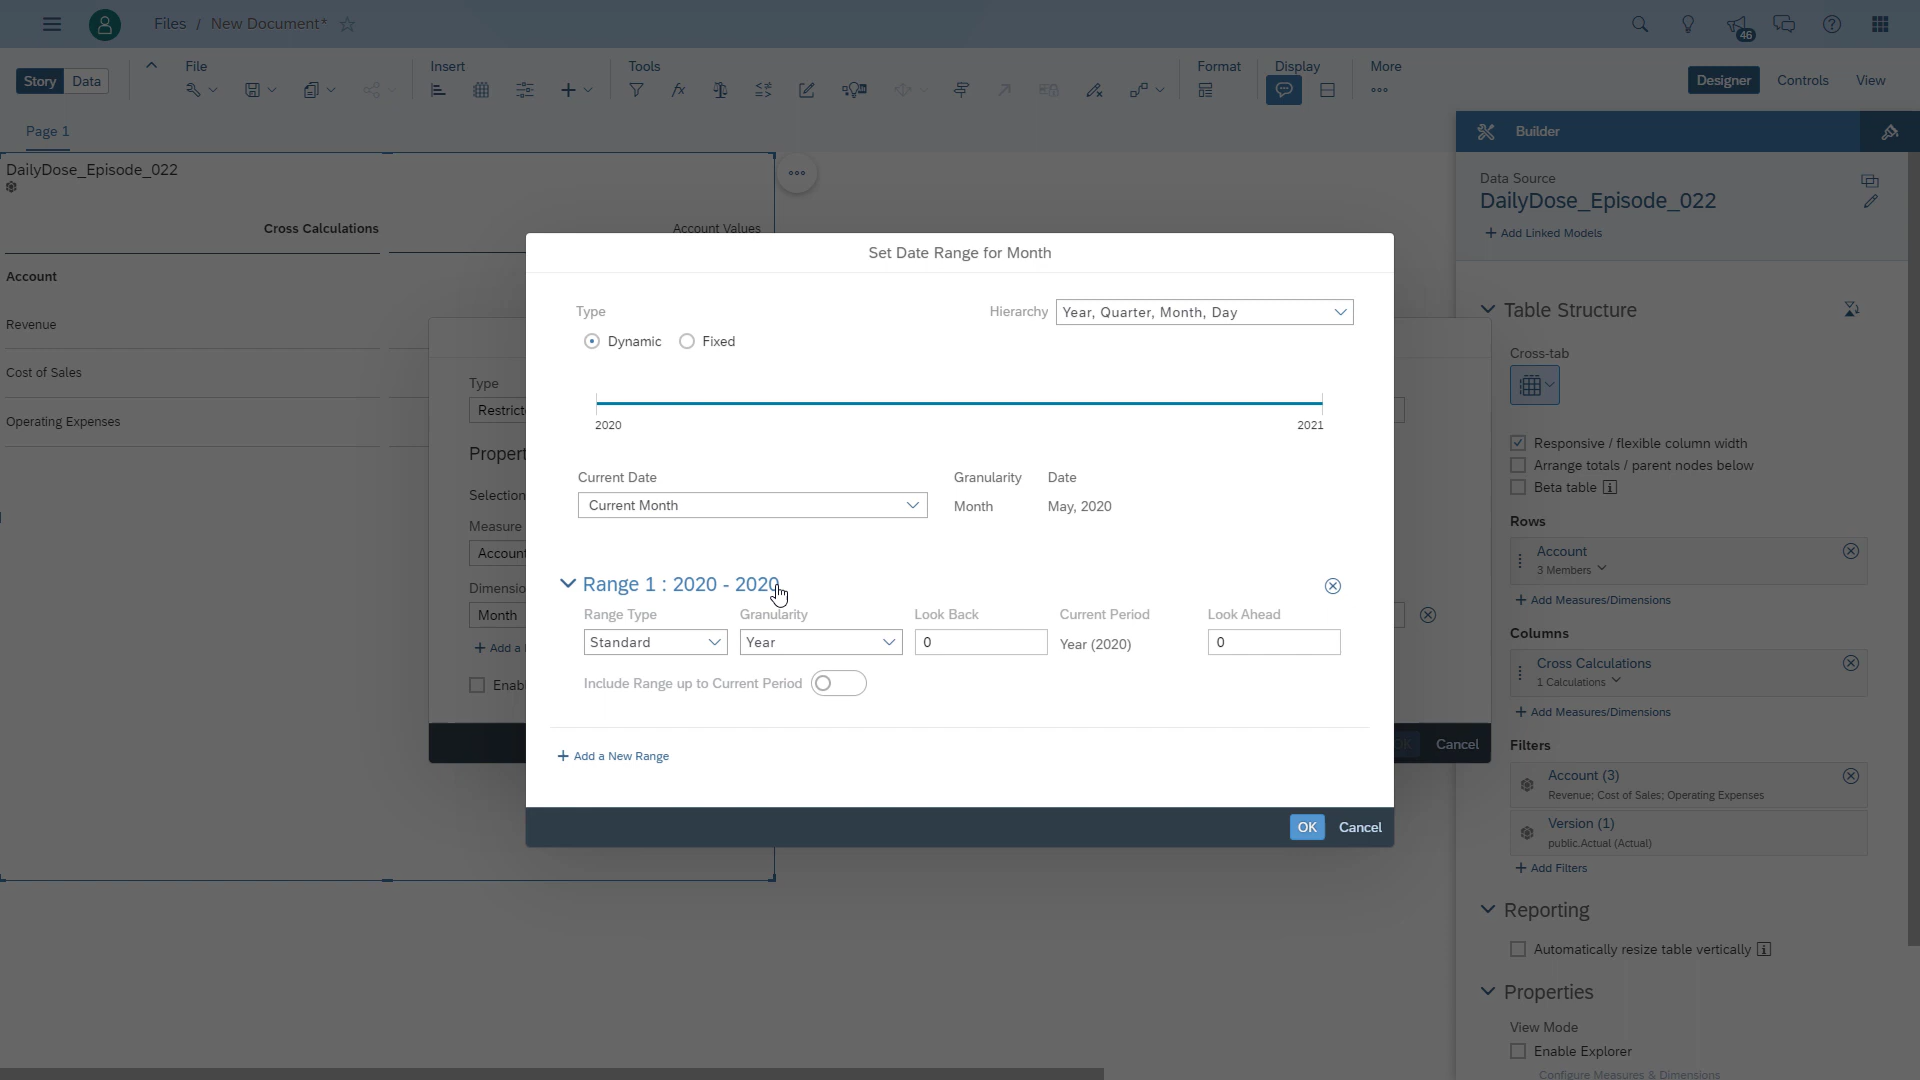 Files / New Document*
46
Story Data
File
Insert
Tools
Format
Display
More
Designer Controls View
Page 1
DailyDose_Episode_022
Cross Calculations
Account Values
Account
Revenue
Cost of Sales
Operating Expenses
Type
Restrict
Propert
Selection
Measure
Account
Dimensio
Month
+ Add a
Enab
OK Cancel
Set Date Range for Month
Type
Hierarchy Year, Quarter, Month, Day
Dynamic Fixed
2020 2021
Current Date Granularity Date
Current Month Month May, 2020
Range 1 : 2020 - 2020
Range Type Granularity Look Back Current Period Look Ahead
Standard Year 0 Year (2020) 0
Include Range up to Current Period
+ Add a New Range
OK Cancel
Builder
Data Source
DailyDose_Episode_022
+ Add Linked Models
Table Structure
Cross-tab
Responsive / flexible column width
Arrange totals / parent nodes below
Beta table
Rows
Account
3 Members
+ Add Measures/Dimensions
Columns
Cross Calculations
1 Calculations
+ Add Measures/Dimensions
Filters
Account (3)
Revenue; Cost of Sales; Operating Expenses
Version (1)
public.Actual (Actual)
+ Add Filters
Reporting
Automatically resize table vertically
Properties
View Mode
Enable Explorer
Configure Measures & Dimensions